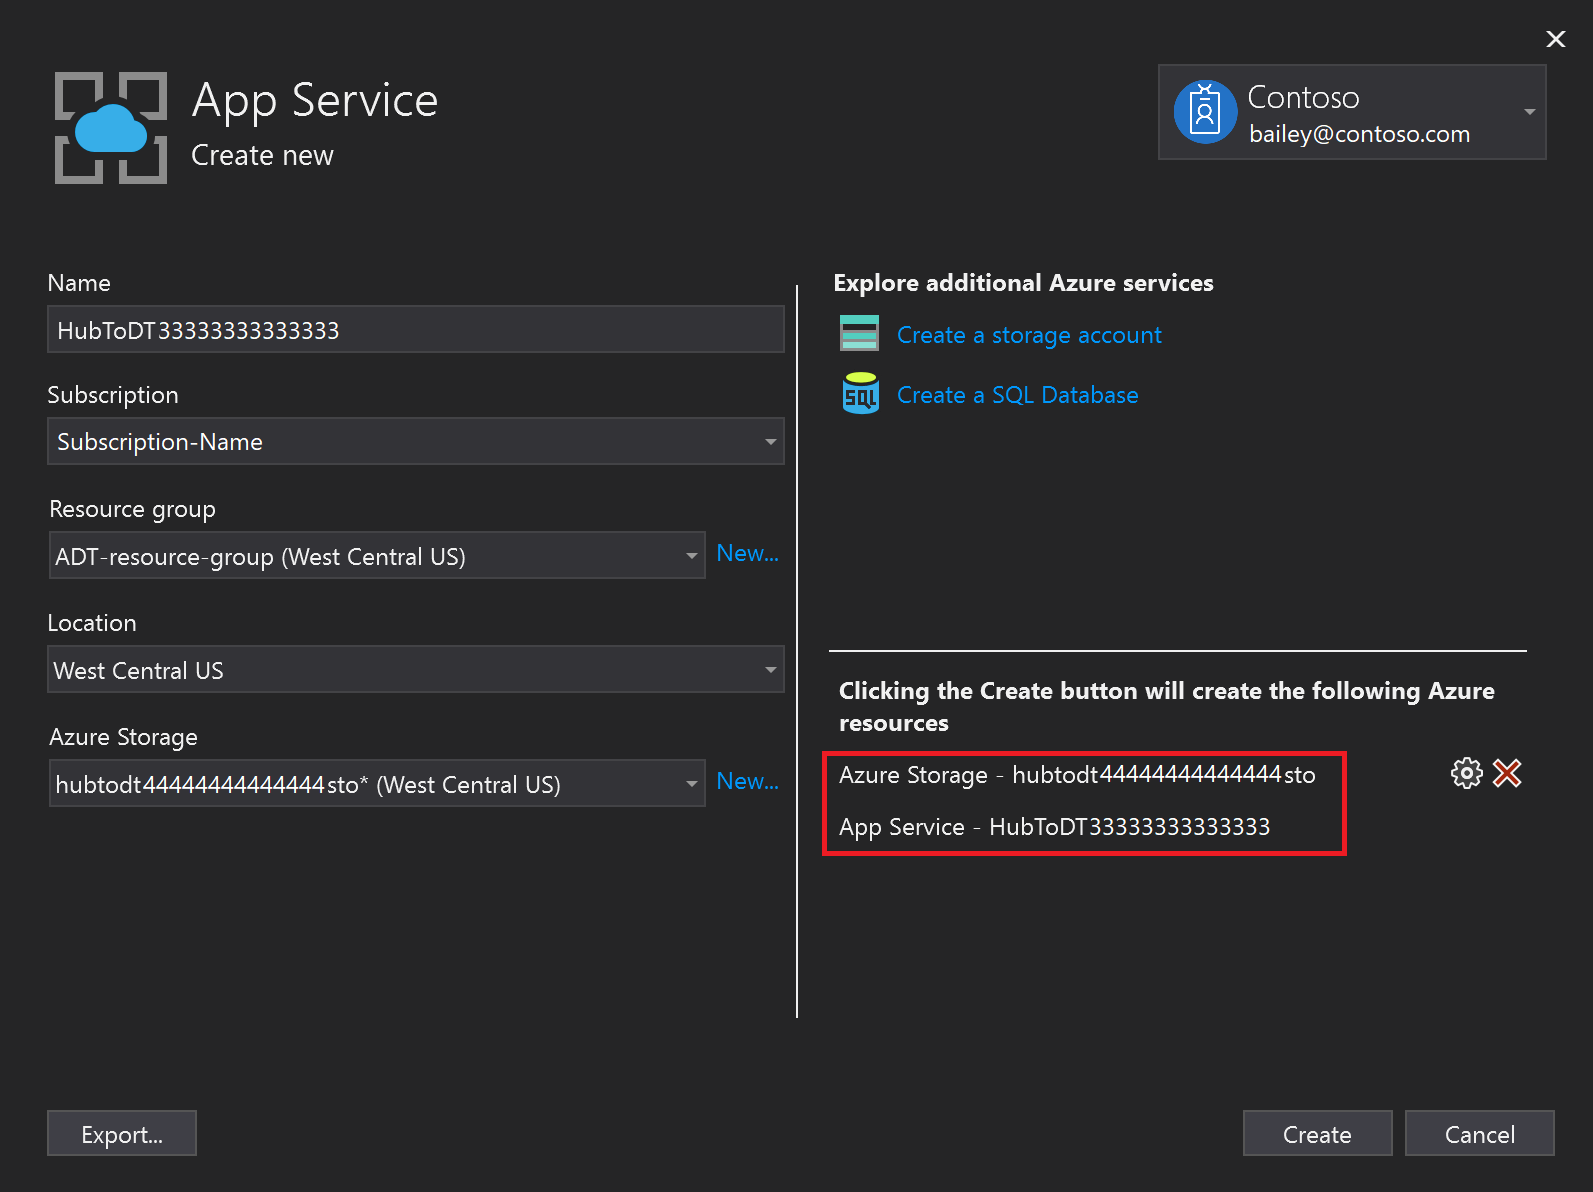 App Service
Create new
Contoso
bailey@contoso.com
Name
HubToDT33333333333333
Subscription
Subscription-Name
Resource group
ADT-resource-group (West Central US)
New...
Location
West Central US
Azure Storage
hubtodt44444444444444sto* (West Central US)
New...
Explore additional Azure services
Create a storage account
SQL
Create a SQL Database
Clicking the Create button will create the following Azure
resources
Azure Storage - hubtodt44444444444444sto
App Service - HubToDT33333333333333
Export...
Create
Cancel